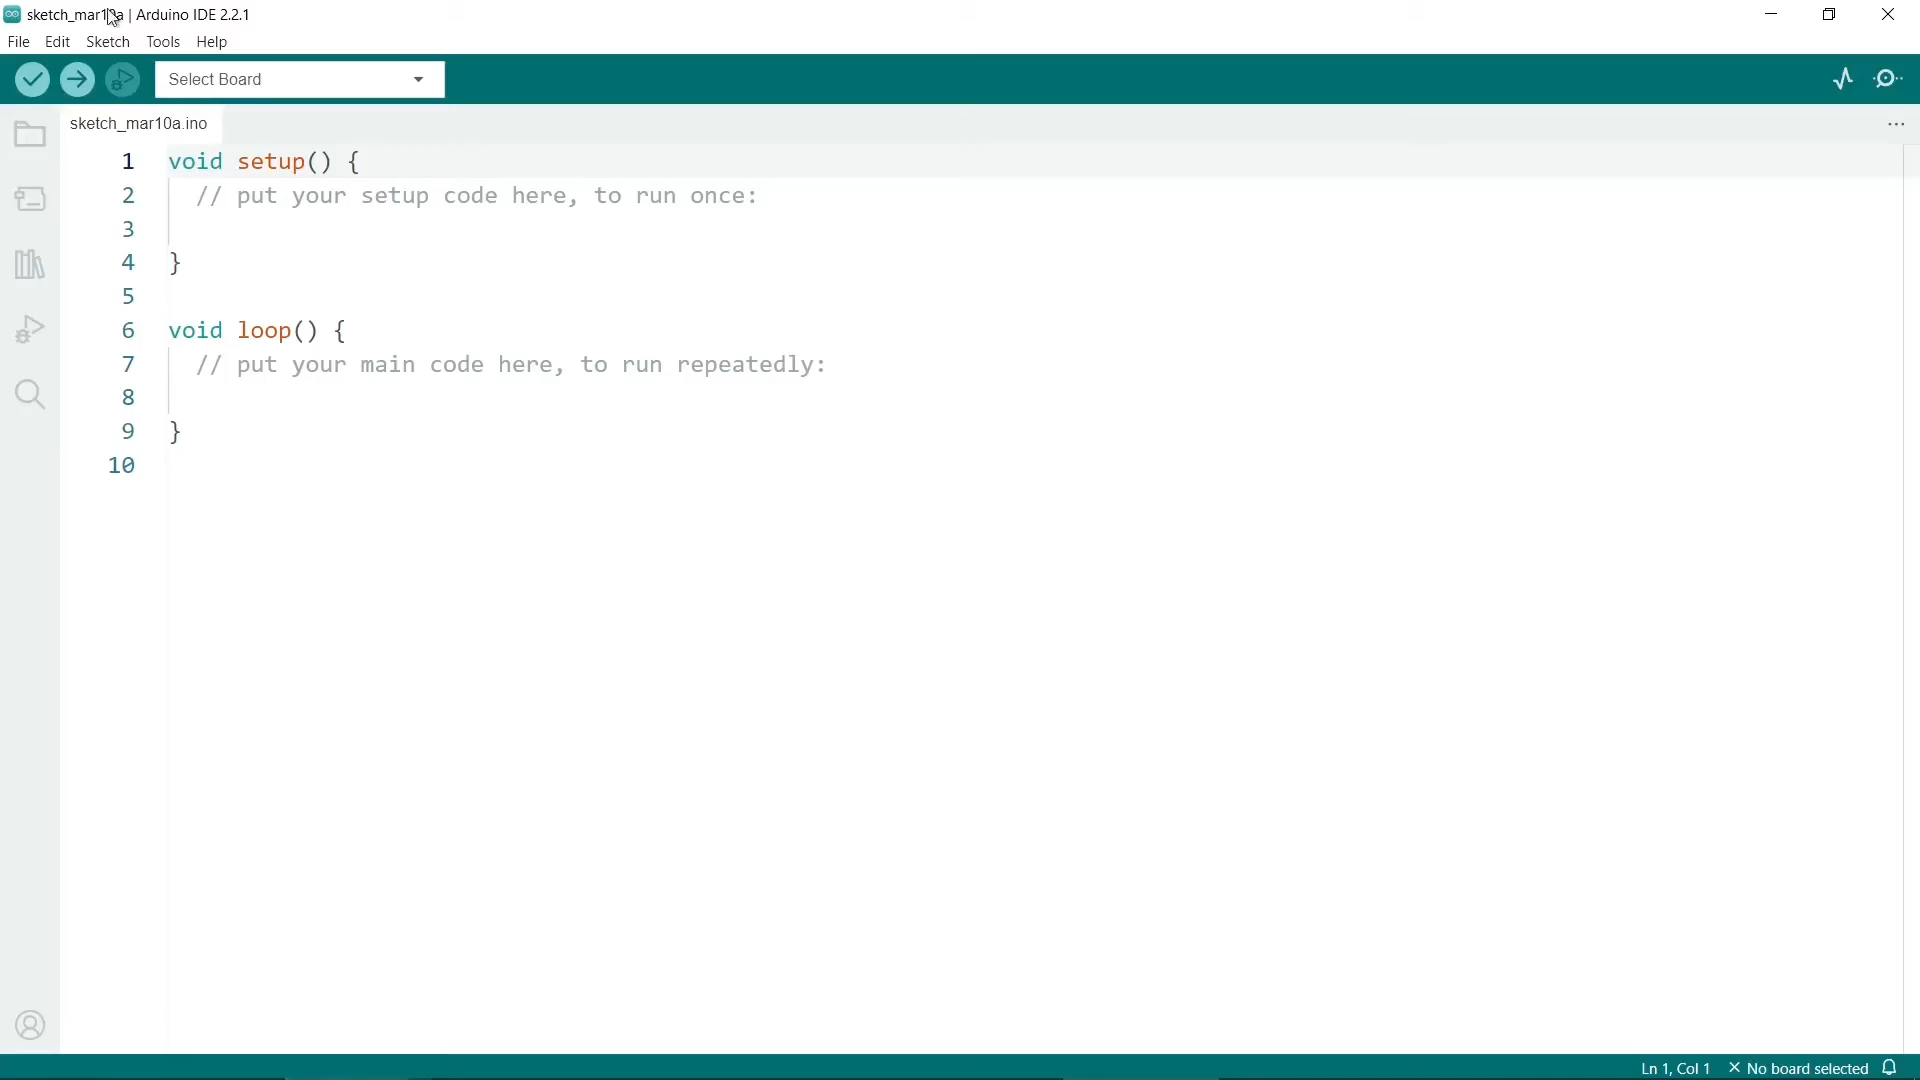 sketch_mar10a | Arduino IDE 2.2.1
File Edit Sketch Tools Help
Select Board
sketch_mar10a.ino
1 void setup() {
2 // put your setup code here, to run once:
3
4 }
5
6 void loop() {
7 // put your main code here, to run repeatedly:
8
9 }
10
Ln 1, Col 1 × No board selected